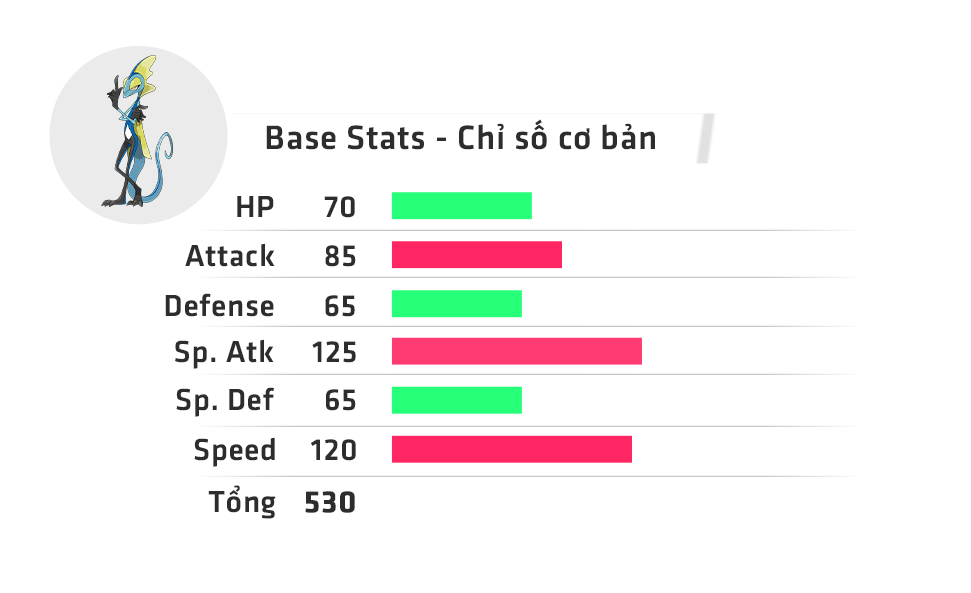 Base Stats - Chỉ số cơ bản
HP 70
Attack 85
Defense 65
Sp. Atk 125
Sp. Def 65
Speed 120
Tổng 530